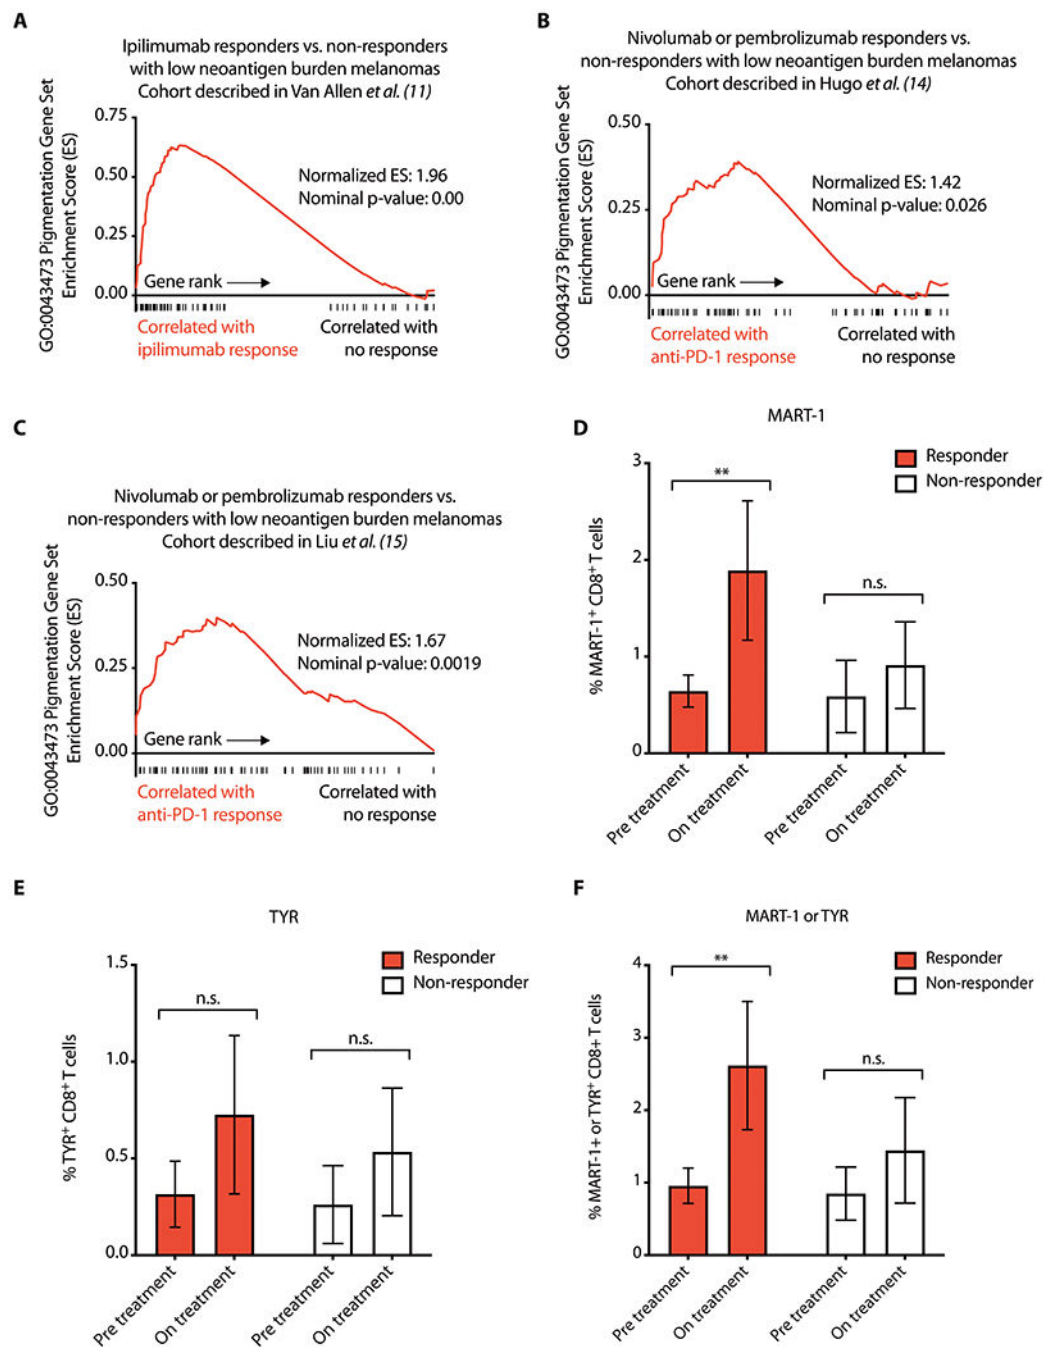 A
Ipilimumab responders vs. non-responders
with low neoantigen burden melanomas
Cohort described in Van Allen et al. (11)
GO:0043473 Pigmentation Gene Set
Enrichment Score (ES)
0.75
0.50
0.25
0.00
Normalized ES: 1.96
Nominal p-value: 0.00
Gene rank
Correlated with
ipilimumab response
Correlated with
no response
B
Nivolumab or pembrolizumab responders vs.
non-responders with low neoantigen burden melanomas
Cohort described in Hugo et al. (14)
GO:0043473 Pigmentation Gene Set
Enrichment Score (ES)
0.50
0.25
0.00
Normalized ES: 1.42
Nominal p-value: 0.026
Gene rank
Correlated with
anti-PD-1 response
Correlated with
no response
C
Nivolumab or pembrolizumab responders vs.
non-responders with low neoantigen burden melanomas
Cohort described in Liu et al. (15)
GO:0043473 Pigmentation Gene Set
Enrichment Score (ES)
0.50
0.25
0.00
Normalized ES: 1.67
Nominal p-value: 0.0019
Gene rank
Correlated with
anti-PD-1 response
Correlated with
no response
D
MART-1
Responder
Non-responder
% MART-1+ CD8+ T cells
3
2
1
0
**
n.s.
Pre treatment
On treatment
Pre treatment
On treatment
E
TYR
Responder
Non-responder
% TYR+ CD8+ T cells
1.5
1.0
0.5
0.0
n.s.
n.s.
Pre treatment
On treatment
Pre treatment
On treatment
F
MART-1 or TYR
Responder
Non-responder
% MART-1+ or TYR+ CD8+ T cells
4
3
2
1
0
**
n.s.
Pre treatment
On treatment
Pre treatment
On treatment